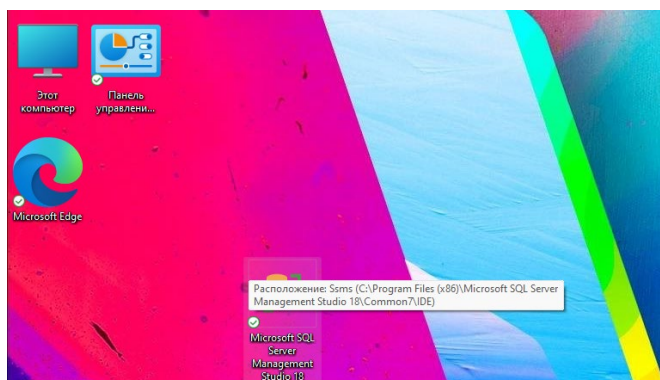 Этот
компьютер
Панель
управлени...
Microsoft Edge
Расположение: Ssms (C:\Program Files (x86)\Microsoft SQL Server
Management Studio 18\Common7\IDE)
Microsoft SQL
Server
Management
Studio 18